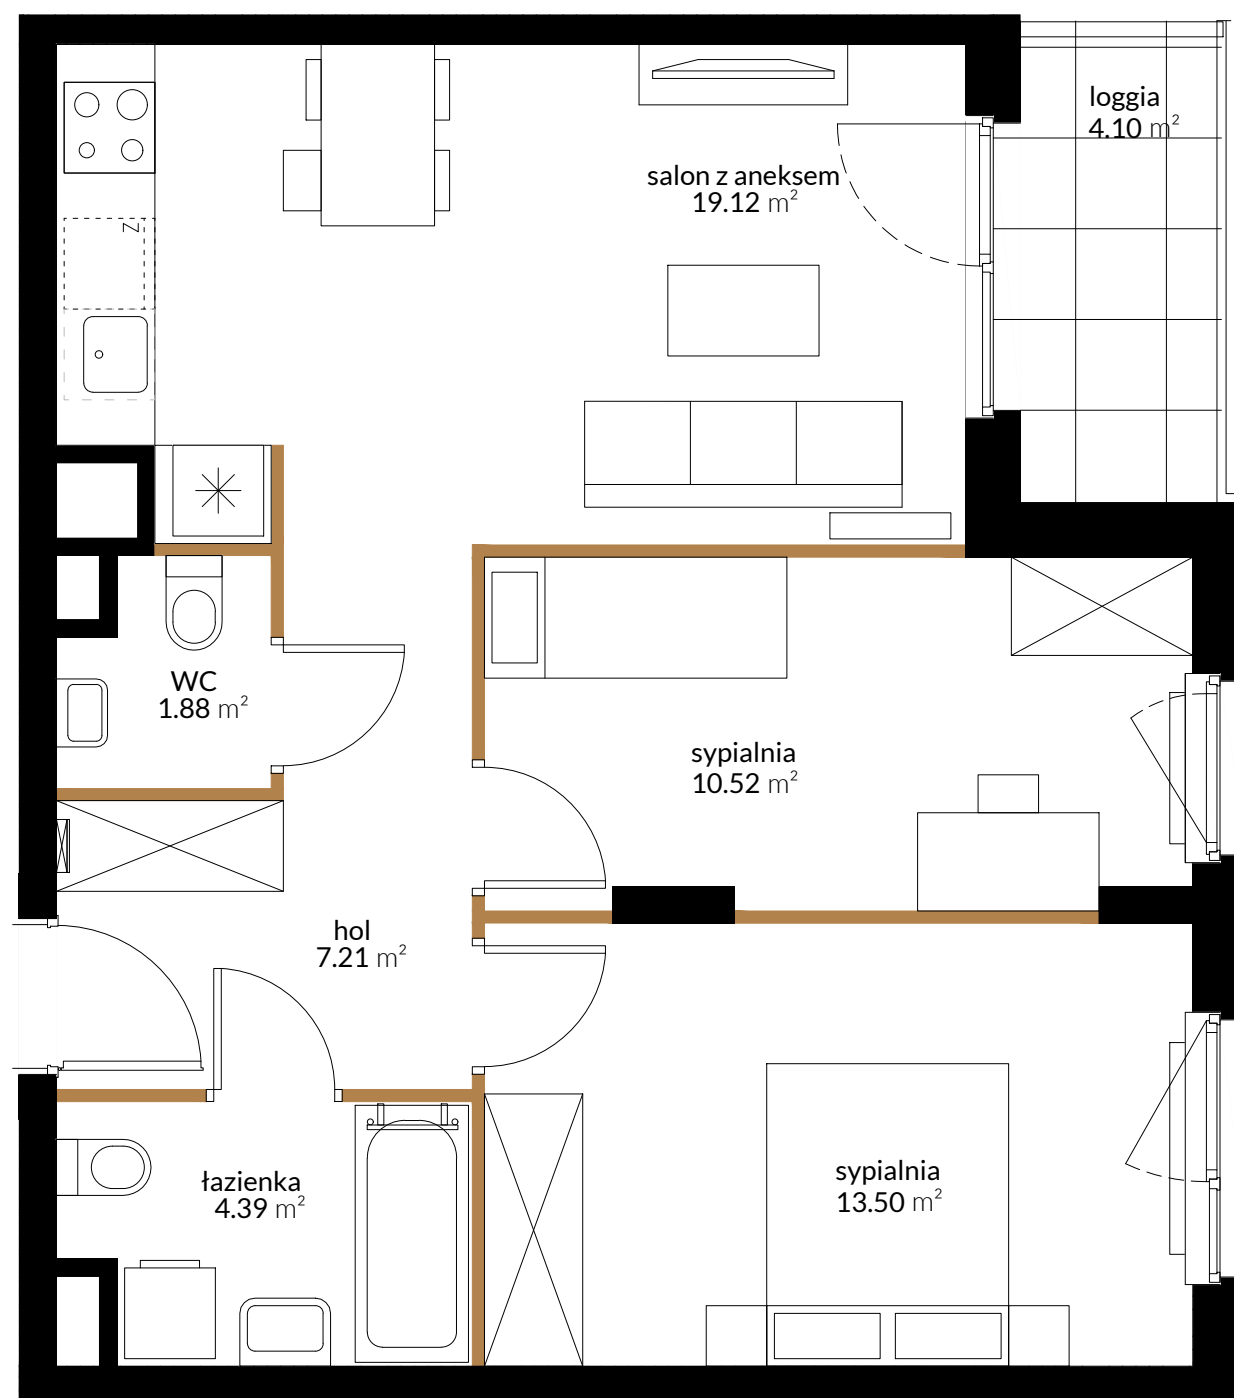 loggia
4.10 m²
salon z aneksem
19.12 m²
Z
WC
1.88 m²
sypialnia
10.52 m²
hol
7.21 m²
łazienka
4.39 m²
sypialnia
13.50 m²